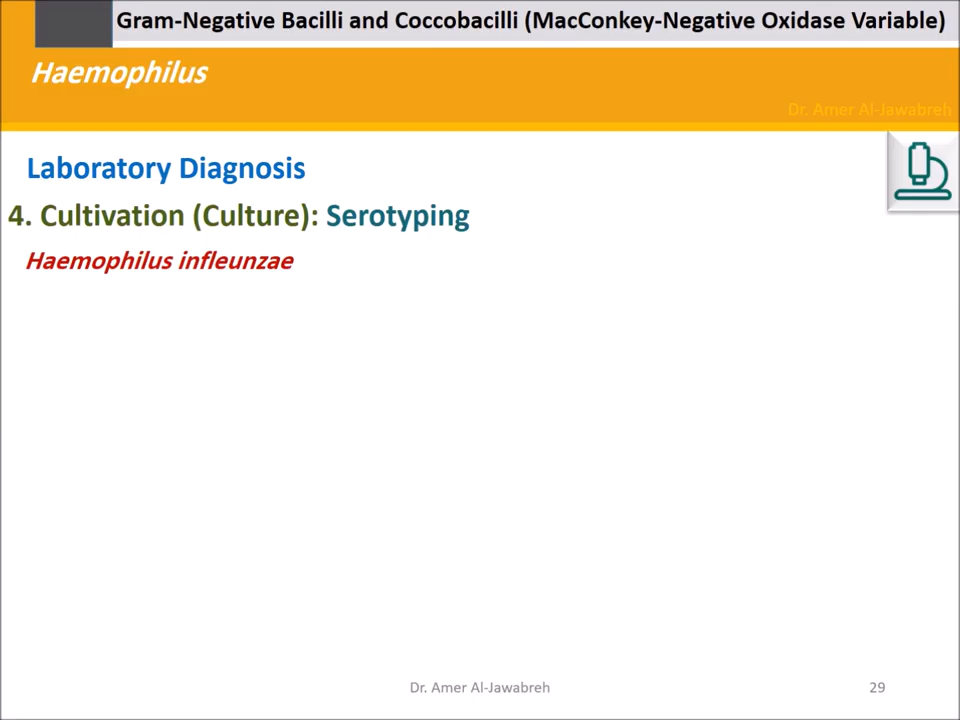 Gram-Negative Bacilli and Coccobacilli (MacConkey-Negative Oxidase Variable)
Haemophilus
Dr. Amer Al-Jawabreh
Laboratory Diagnosis
4. Cultivation (Culture): Serotyping
Haemophilus infleunzae
Dr. Amer Al-Jawabreh
29